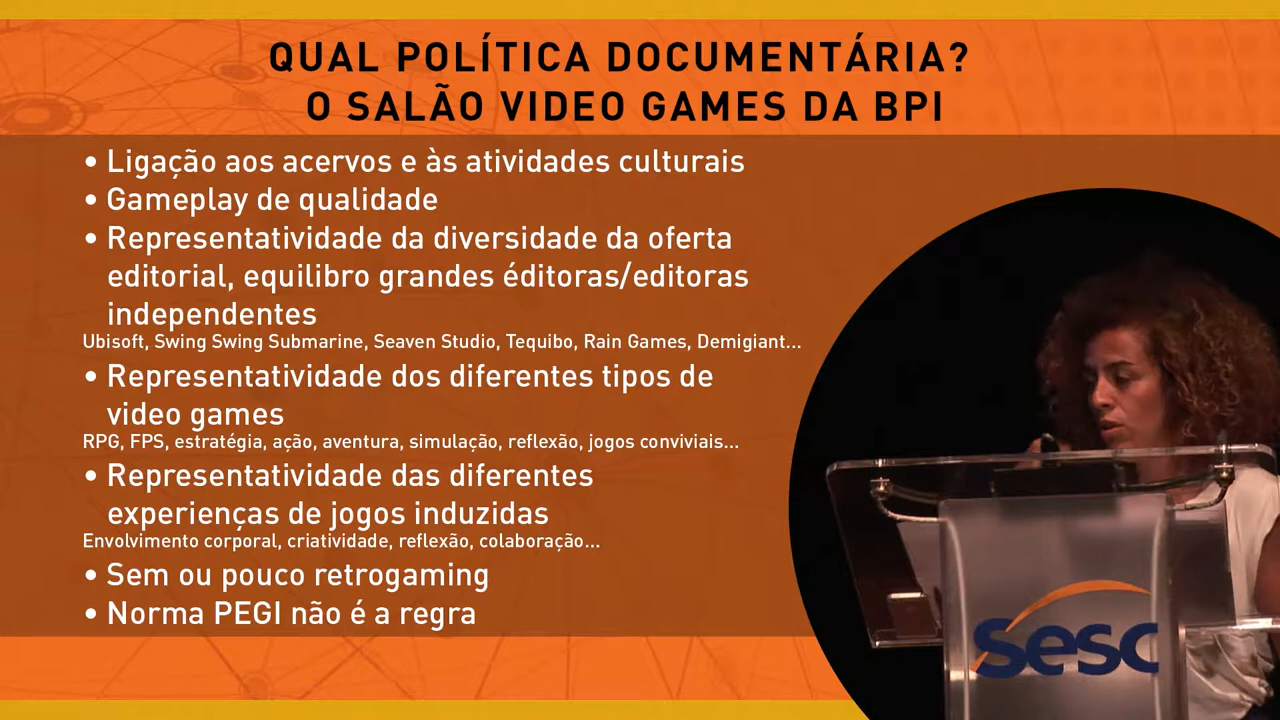 QUAL POLÍTICA DOCUMENTÁRIA?
O SALÃO VIDEO GAMES DA BPI
• Ligação aos acervos e às atividades culturais
• Gameplay de qualidade
• Representatividade da diversidade da oferta
editorial, equilibro grandes éditoras/editoras
independentes
Ubisoft, Swing Swing Submarine, Seaven Studio, Tequibo, Rain Games, Demigiant...
• Representatividade dos diferentes tipos de
video games
RPG, FPS, estratégia, ação, aventura, simulação, reflexão, jogos conviviais...
• Representatividade das diferentes
experienças de jogos induzidas
Envolvimento corporal, criatividade, reflexão, colaboração...
• Sem ou pouco retrogaming
• Norma PEGI não é a regra
Sesc